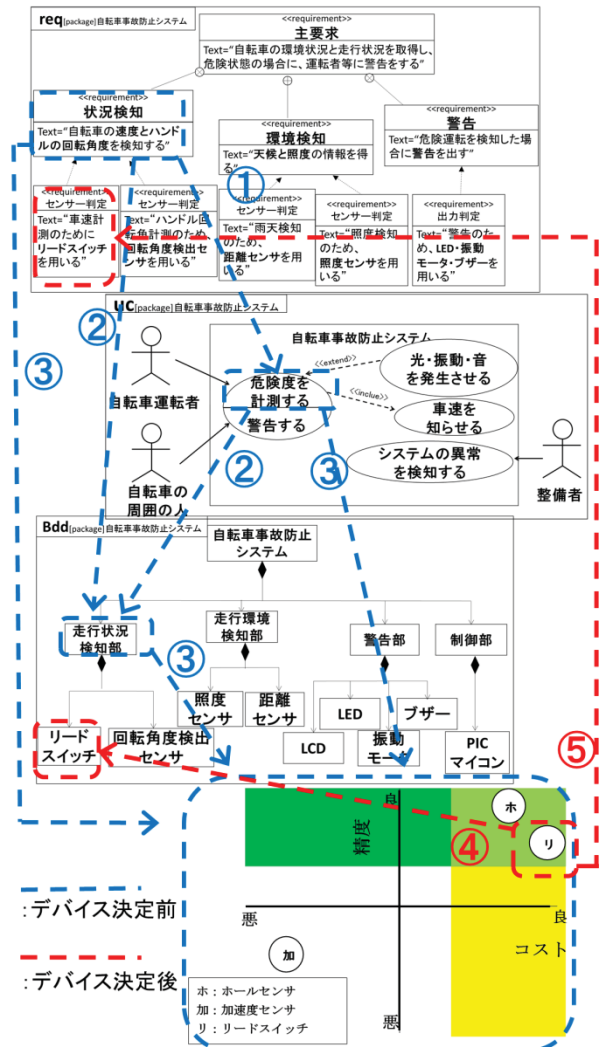 req[package]自転車事故防止システム
<<requirement>>
主要求
Text=“自転車の環境状況と走行状況を取得し、
危険状態の場合に、運転者等に警告をする”
<<requirement>>
状況検知
Text=“自転車の速度とハンド
ルの回転角度を検知する”
<<requirement>>
環境検知
Text=“天候と照度の情報を得
る”
<<requirement>>
警告
Text=“危険運転を検知した場
合に警告を出す”
①
<<requirement>>
センサー判定
Text=“車速計
測のために
リードスイッチ
を用いる”
<<requirement>>
センサー判定
Text=“ハンドル回
転角計測のため、
回転角度検出セ
ンサを用いる”
<<requirement>>
センサー判定
Text=“雨天検知
のため、
距離センサを用
いる”
<<requirement>>
センサー判定
Text=“照度検知
のため、
照度センサを用
いる”
<<requirement>>
出力判定
Text=“警告のた
め、LED・振動
モータ・ブザー
を用いる”
uc[package]自転車事故防止システム
②
③
自転車事故防止システム
自転車運転者
自転車の
周囲の人
危険度を
計測する
警告する
<<extend>>
光・振動・音
を発生させる
<<inclue>>
車速を
知らせる
システムの異常
を検知する
整備者
②
③
Bdd[package]自転車事故防止システム
自転車事故防止
システム
走行状況
検知部
走行環境
検知部
警告部
制御部
③
リード
スイッチ
回転角度検出
センサ
照度
センサ
距離
センサ
LCD
LED
振動
モータ
ブザー
PIC
マイコン
⑤
良
精度
ホ
リ
④
悪
良
コスト
:デバイス決定前
加
:デバイス決定後
ホ：ホールセンサ
加：加速度センサ
リ：リードスイッチ
悪